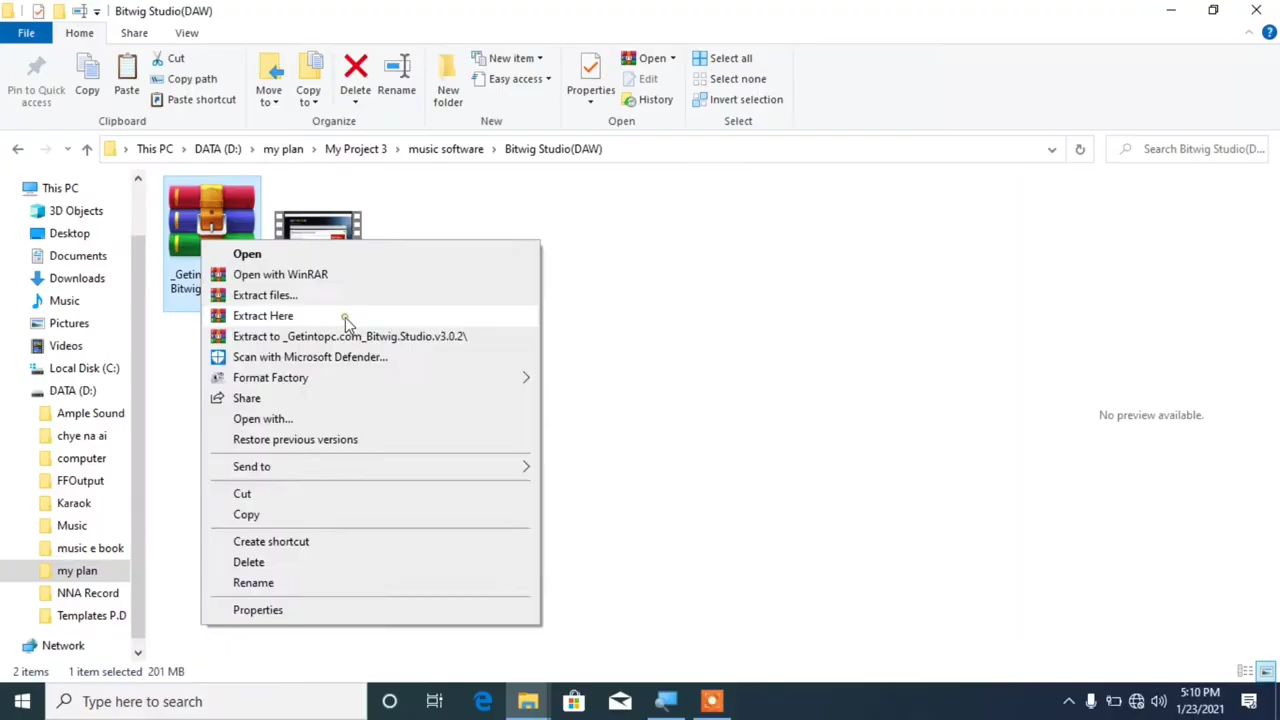 Bitwig Studio(DAW)
File Home Share View
Pin to Quick access
Copy
Paste
Cut
Copy path
Paste shortcut
Clipboard
Move to
Copy to
Delete
Rename
Organize
New folder
New item
Easy access
New
Properties
Open
Edit
History
Open
Select all
Select none
Invert selection
Select
This PC DATA (D:) my plan My Project 3 music software Bitwig Studio(DAW)
Search Bitwig Studio(D...
This PC
3D Objects
Desktop
Documents
Downloads
Music
Pictures
Videos
Local Disk (C:)
DATA (D:)
Ample Sound
chye na ai
computer
FFOutput
Karaok
Music
music e book
my plan
NNA Record
Templates P.D
Network
_Getin
Bitwig
Open
Open with WinRAR
Extract files...
Extract Here
Extract to _Getintopc.com_Bitwig.Studio.v3.0.2\
Scan with Microsoft Defender...
Format Factory
Share
Open with...
Restore previous versions
Send to
Cut
Copy
Create shortcut
Delete
Rename
Properties
No preview available.
2 items 1 item selected 201 MB
Type here to search
5:10 PM
1/23/2021